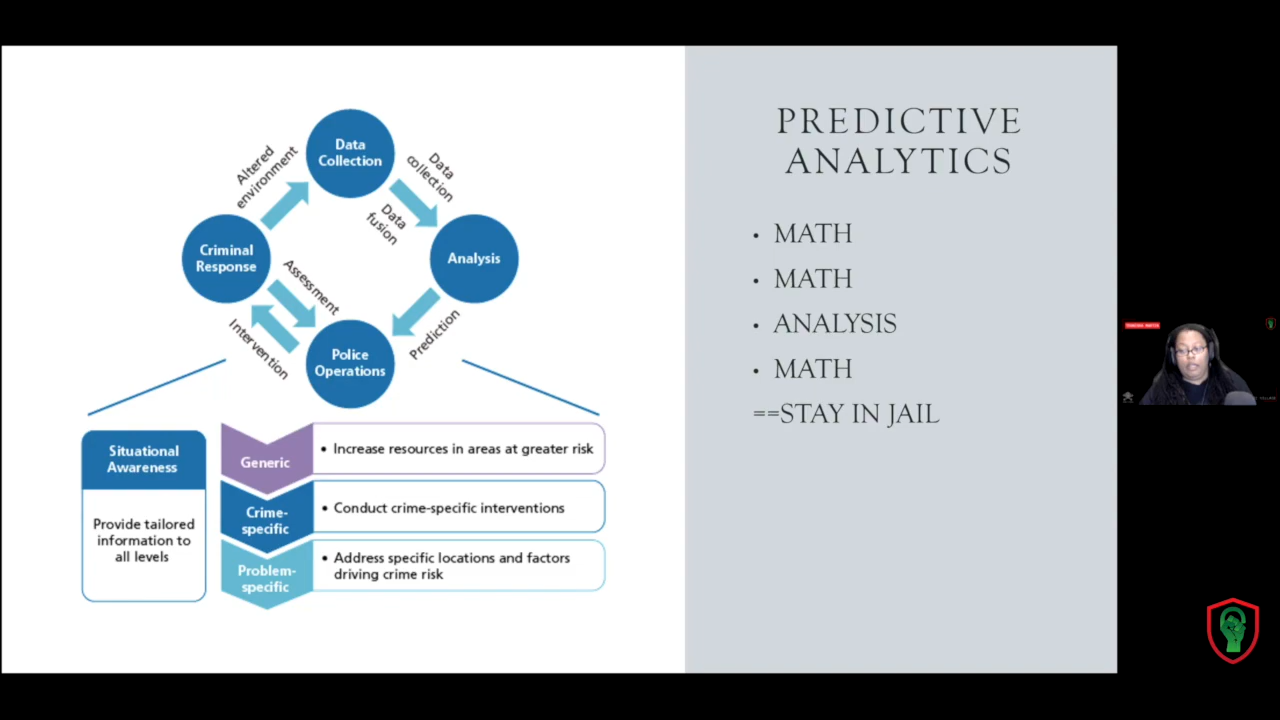 Data
Collection
Altered
environment
Data
collection
Data
fusion
Criminal
Response
Analysis
Assessment
Intervention
Prediction
Police
Operations
Situational
Awareness
Provide tailored
information to
all levels
Generic
• Increase resources in areas at greater risk
Crime-
specific
• Conduct crime-specific interventions
Problem-
specific
• Address specific locations and factors
driving crime risk
PREDICTIVE
ANALYTICS
• MATH
• MATH
• ANALYSIS
• MATH
==STAY IN JAIL